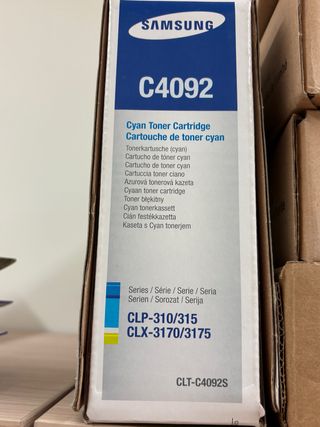 SAMSUNG
C4092
Cyan Toner Cartridge
Cartouche de toner cyan
Tonerkartusche (cyan)
Cartucho de tóner cyan
Cartucho de toner cyan
Cartuccia toner ciano
Azurová tonerová kazeta
Cyaan toner cartridge
Toner błękitny
Cyan tonerkassett
Cián festékkazetta
Kaseta s Cyan tonerjem
Series / Série / Serie / Seria
Serien / Sorozat / Serija
CLP-310/315
CLX-3170/3175
CLT-C4092S